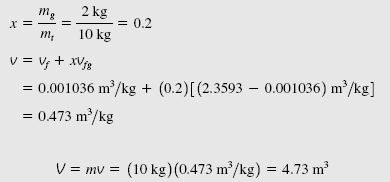 x = m_g / m_t = 2 kg / 10 kg = 0.2
v = v_f + xv_fg
= 0.001036 m³/kg + (0.2)[(2.3593 − 0.001036) m³/kg]
= 0.473 m³/kg
V = mv = (10 kg)(0.473 m³/kg) = 4.73 m³